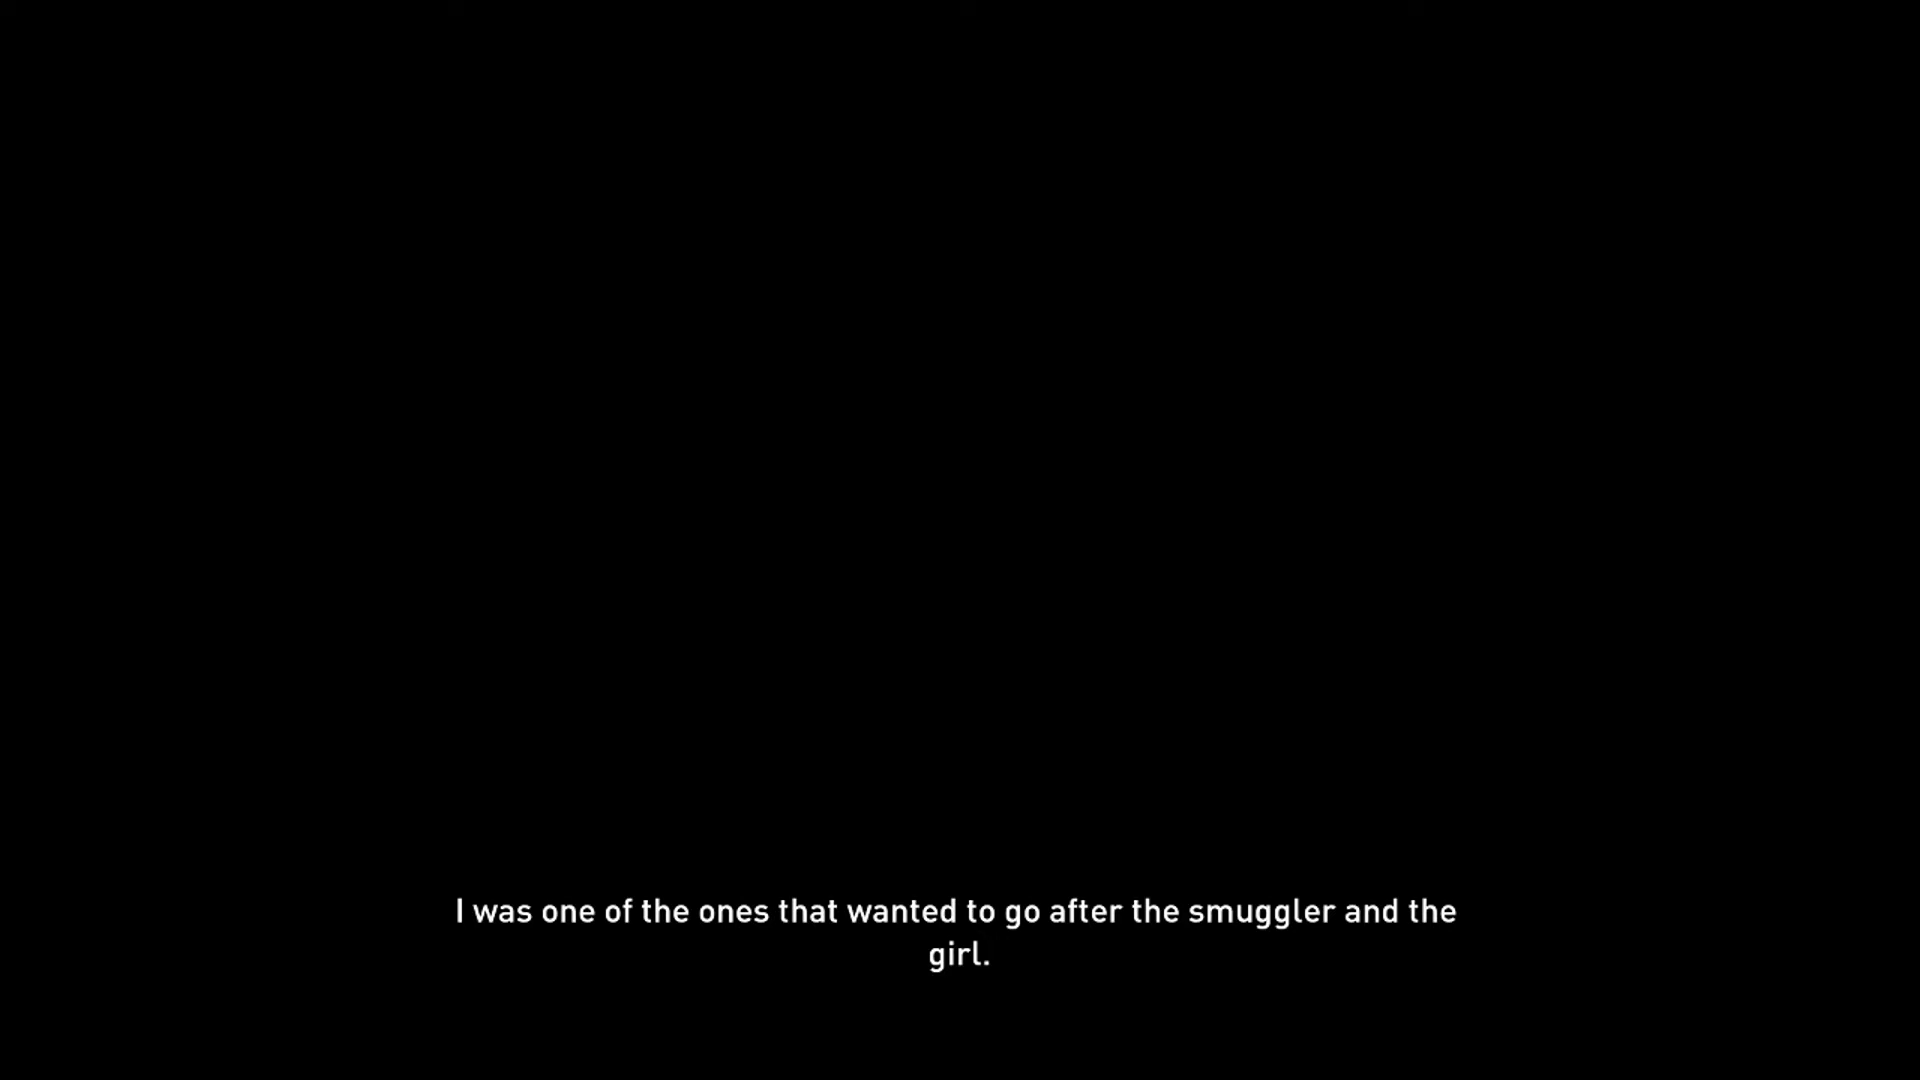 I was one of the ones that wanted to go after the smuggler and the
girl.